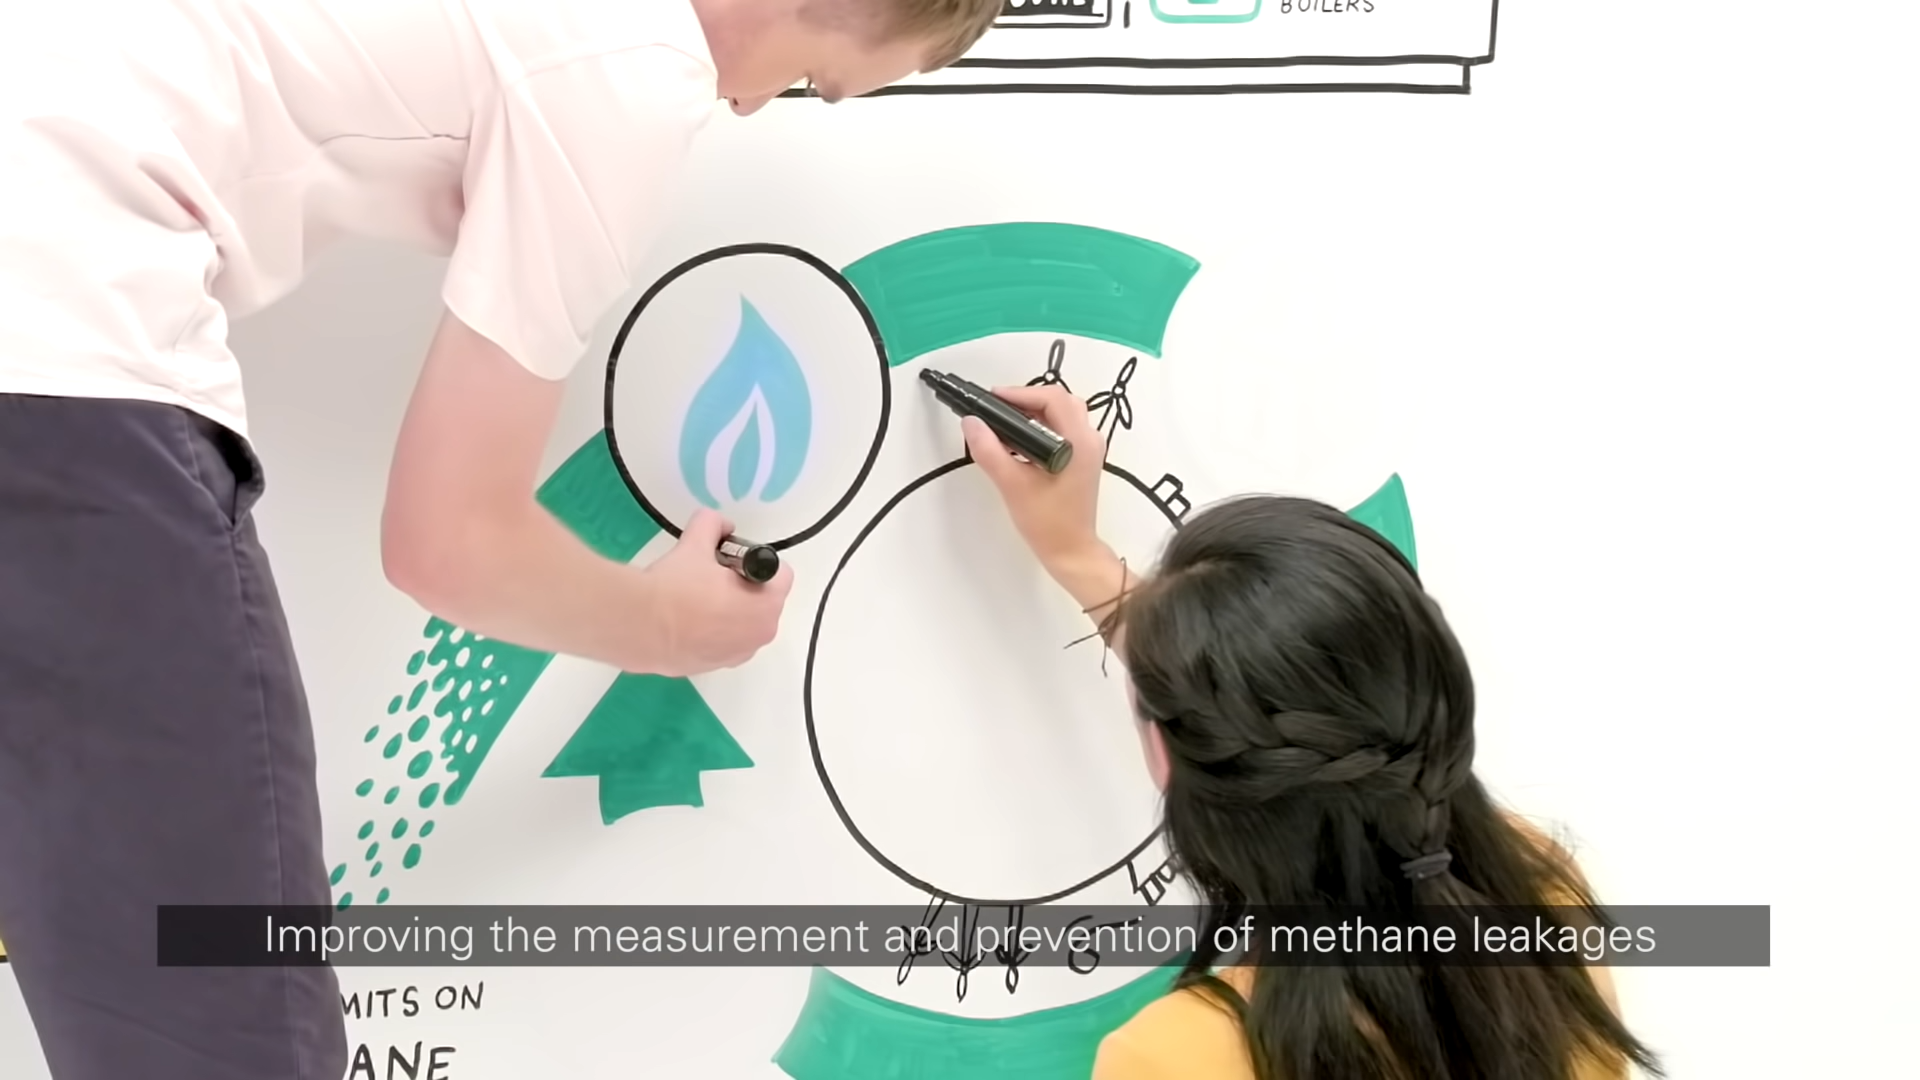 BOILERS
Improving the measurement and prevention of methane leakages
MITS ON
ANE